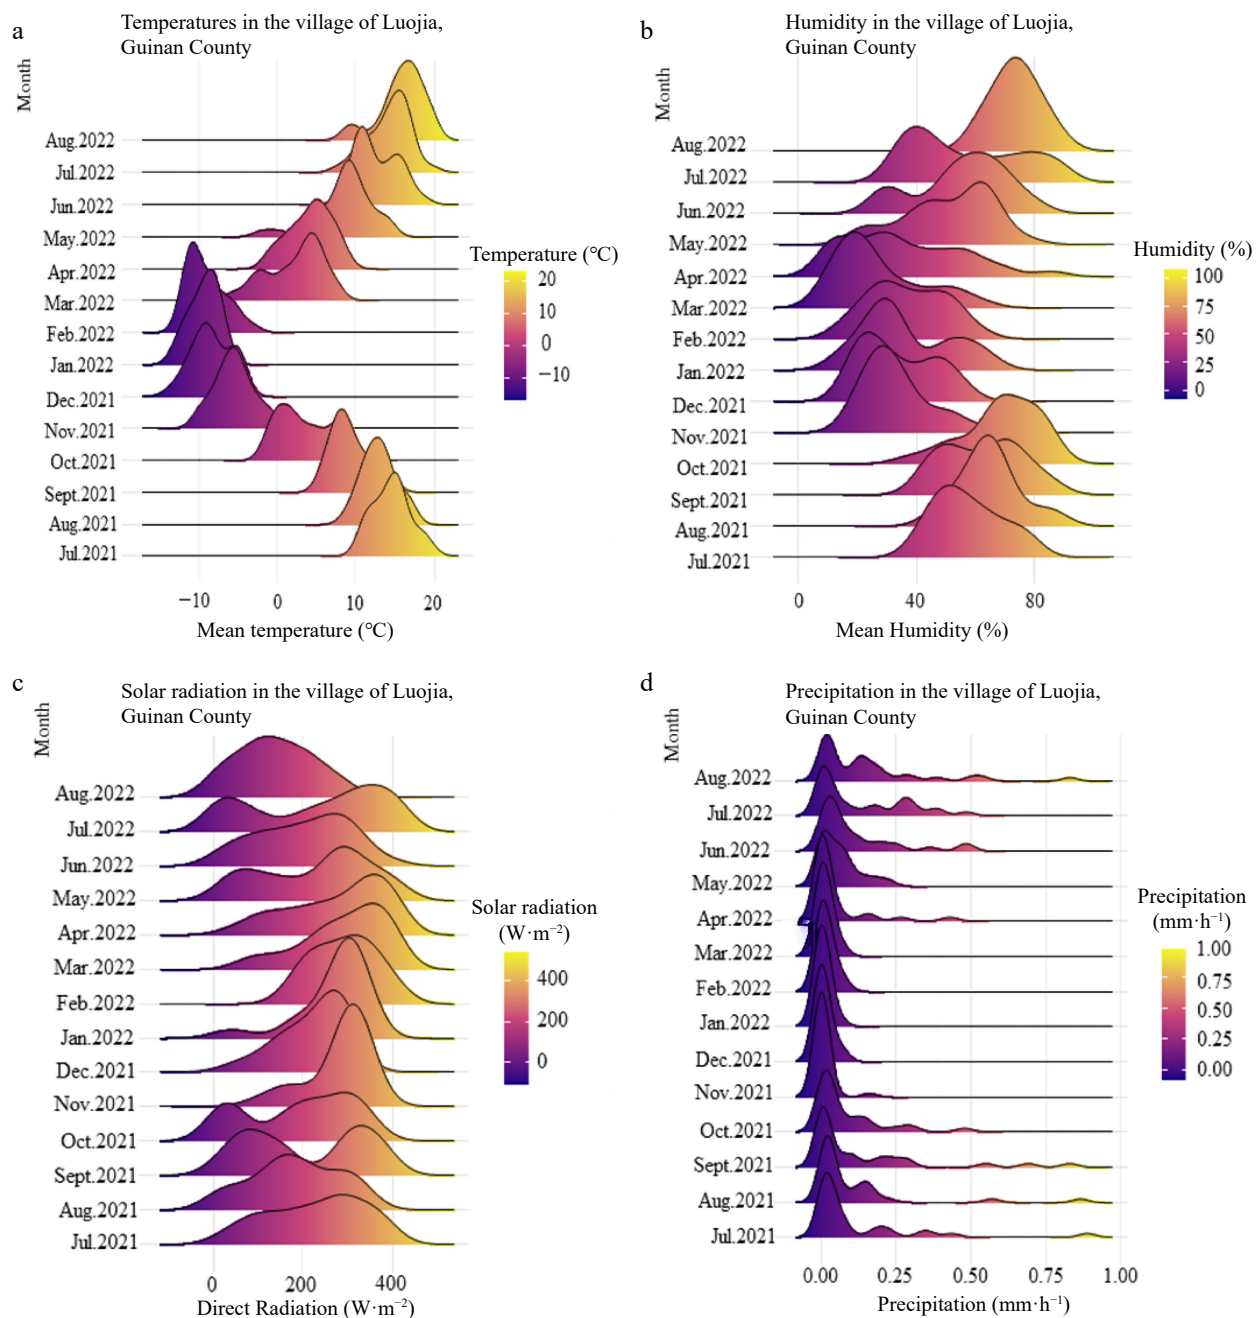 a
Temperatures in the village of Luojia,
Guinan County
Month
Aug.2022
Jul.2022
Jun.2022
May.2022
Apr.2022
Mar.2022
Feb.2022
Jan.2022
Dec.2021
Nov.2021
Oct.2021
Sept.2021
Aug.2021
Jul.2021
−10 0 10 20
Mean temperature (℃)
Temperature (℃)
20
10
0
−10
b
Humidity in the village of Luojia,
Guinan County
Month
Aug.2022
Jul.2022
Jun.2022
May.2022
Apr.2022
Mar.2022
Feb.2022
Jan.2022
Dec.2021
Nov.2021
Oct.2021
Sept.2021
Aug.2021
Jul.2021
0 40 80
Mean Humidity (%)
Humidity (%)
100
75
50
25
0
c
Solar radiation in the village of Luojia,
Guinan County
Month
Aug.2022
Jul.2022
Jun.2022
May.2022
Apr.2022
Mar.2022
Feb.2022
Jan.2022
Dec.2021
Nov.2021
Oct.2021
Sept.2021
Aug.2021
Jul.2021
0 200 400
Direct Radiation (W·m⁻²)
Solar radiation
(W·m⁻²)
400
200
0
d
Precipitation in the village of Luojia,
Guinan County
Month
Aug.2022
Jul.2022
Jun.2022
May.2022
Apr.2022
Mar.2022
Feb.2022
Jan.2022
Dec.2021
Nov.2021
Oct.2021
Sept.2021
Aug.2021
Jul.2021
0.00 0.25 0.50 0.75 1.00
Precipitation (mm·h⁻¹)
Precipitation
(mm·h⁻¹)
1.00
0.75
0.50
0.25
0.00